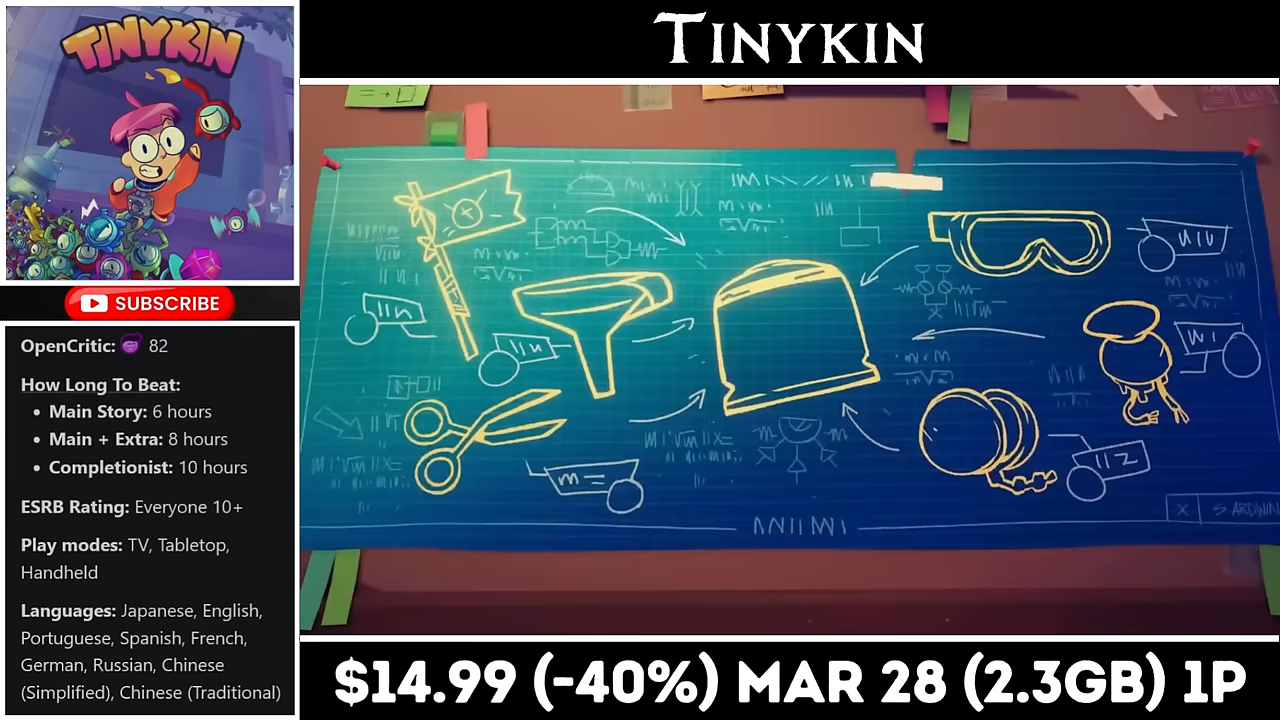 TINYKIN
SUBSCRIBE
OpenCritic: 82
How Long To Beat:
• Main Story: 6 hours
• Main + Extra: 8 hours
• Completionist: 10 hours
ESRB Rating: Everyone 10+
Play modes: TV, Tabletop,
Handheld
Languages: Japanese, English,
Portuguese, Spanish, French,
German, Russian, Chinese
(Simplified), Chinese (Traditional)
TINYKIN
X S. ARDWIN
$14.99 (-40%) MAR 28 (2.3GB) 1P